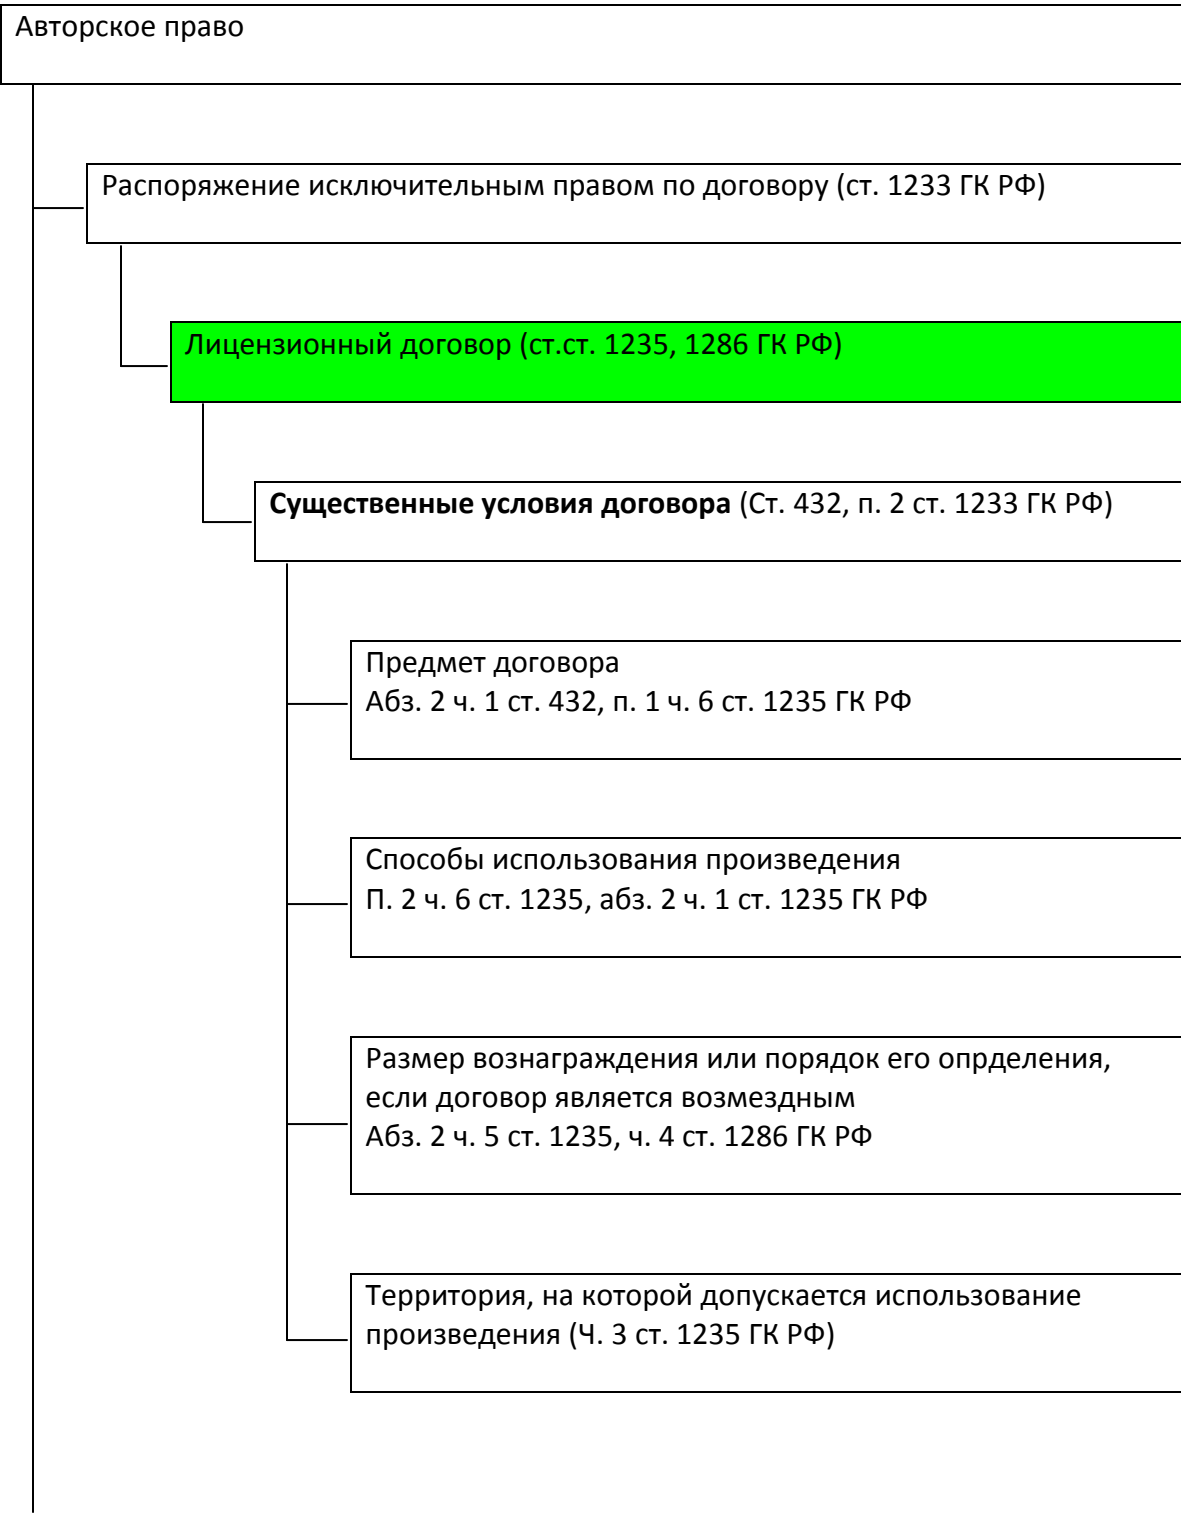 Авторское право
Распоряжение исключительным правом по договору (ст. 1233 ГК РФ)
Лицензионный договор (ст.ст. 1235, 1286 ГК РФ)
Существенные условия договора (Ст. 432, п. 2 ст. 1233 ГК РФ)
Предмет договора
Абз. 2 ч. 1 ст. 432, п. 1 ч. 6 ст. 1235 ГК РФ
Способы использования произведения
П. 2 ч. 6 ст. 1235, абз. 2 ч. 1 ст. 1235 ГК РФ
Размер вознаграждения или порядок его опрделения,
если договор является возмездным
Абз. 2 ч. 5 ст. 1235, ч. 4 ст. 1286 ГК РФ
Территория, на которой допускается использование
произведения (Ч. 3 ст. 1235 ГК РФ)